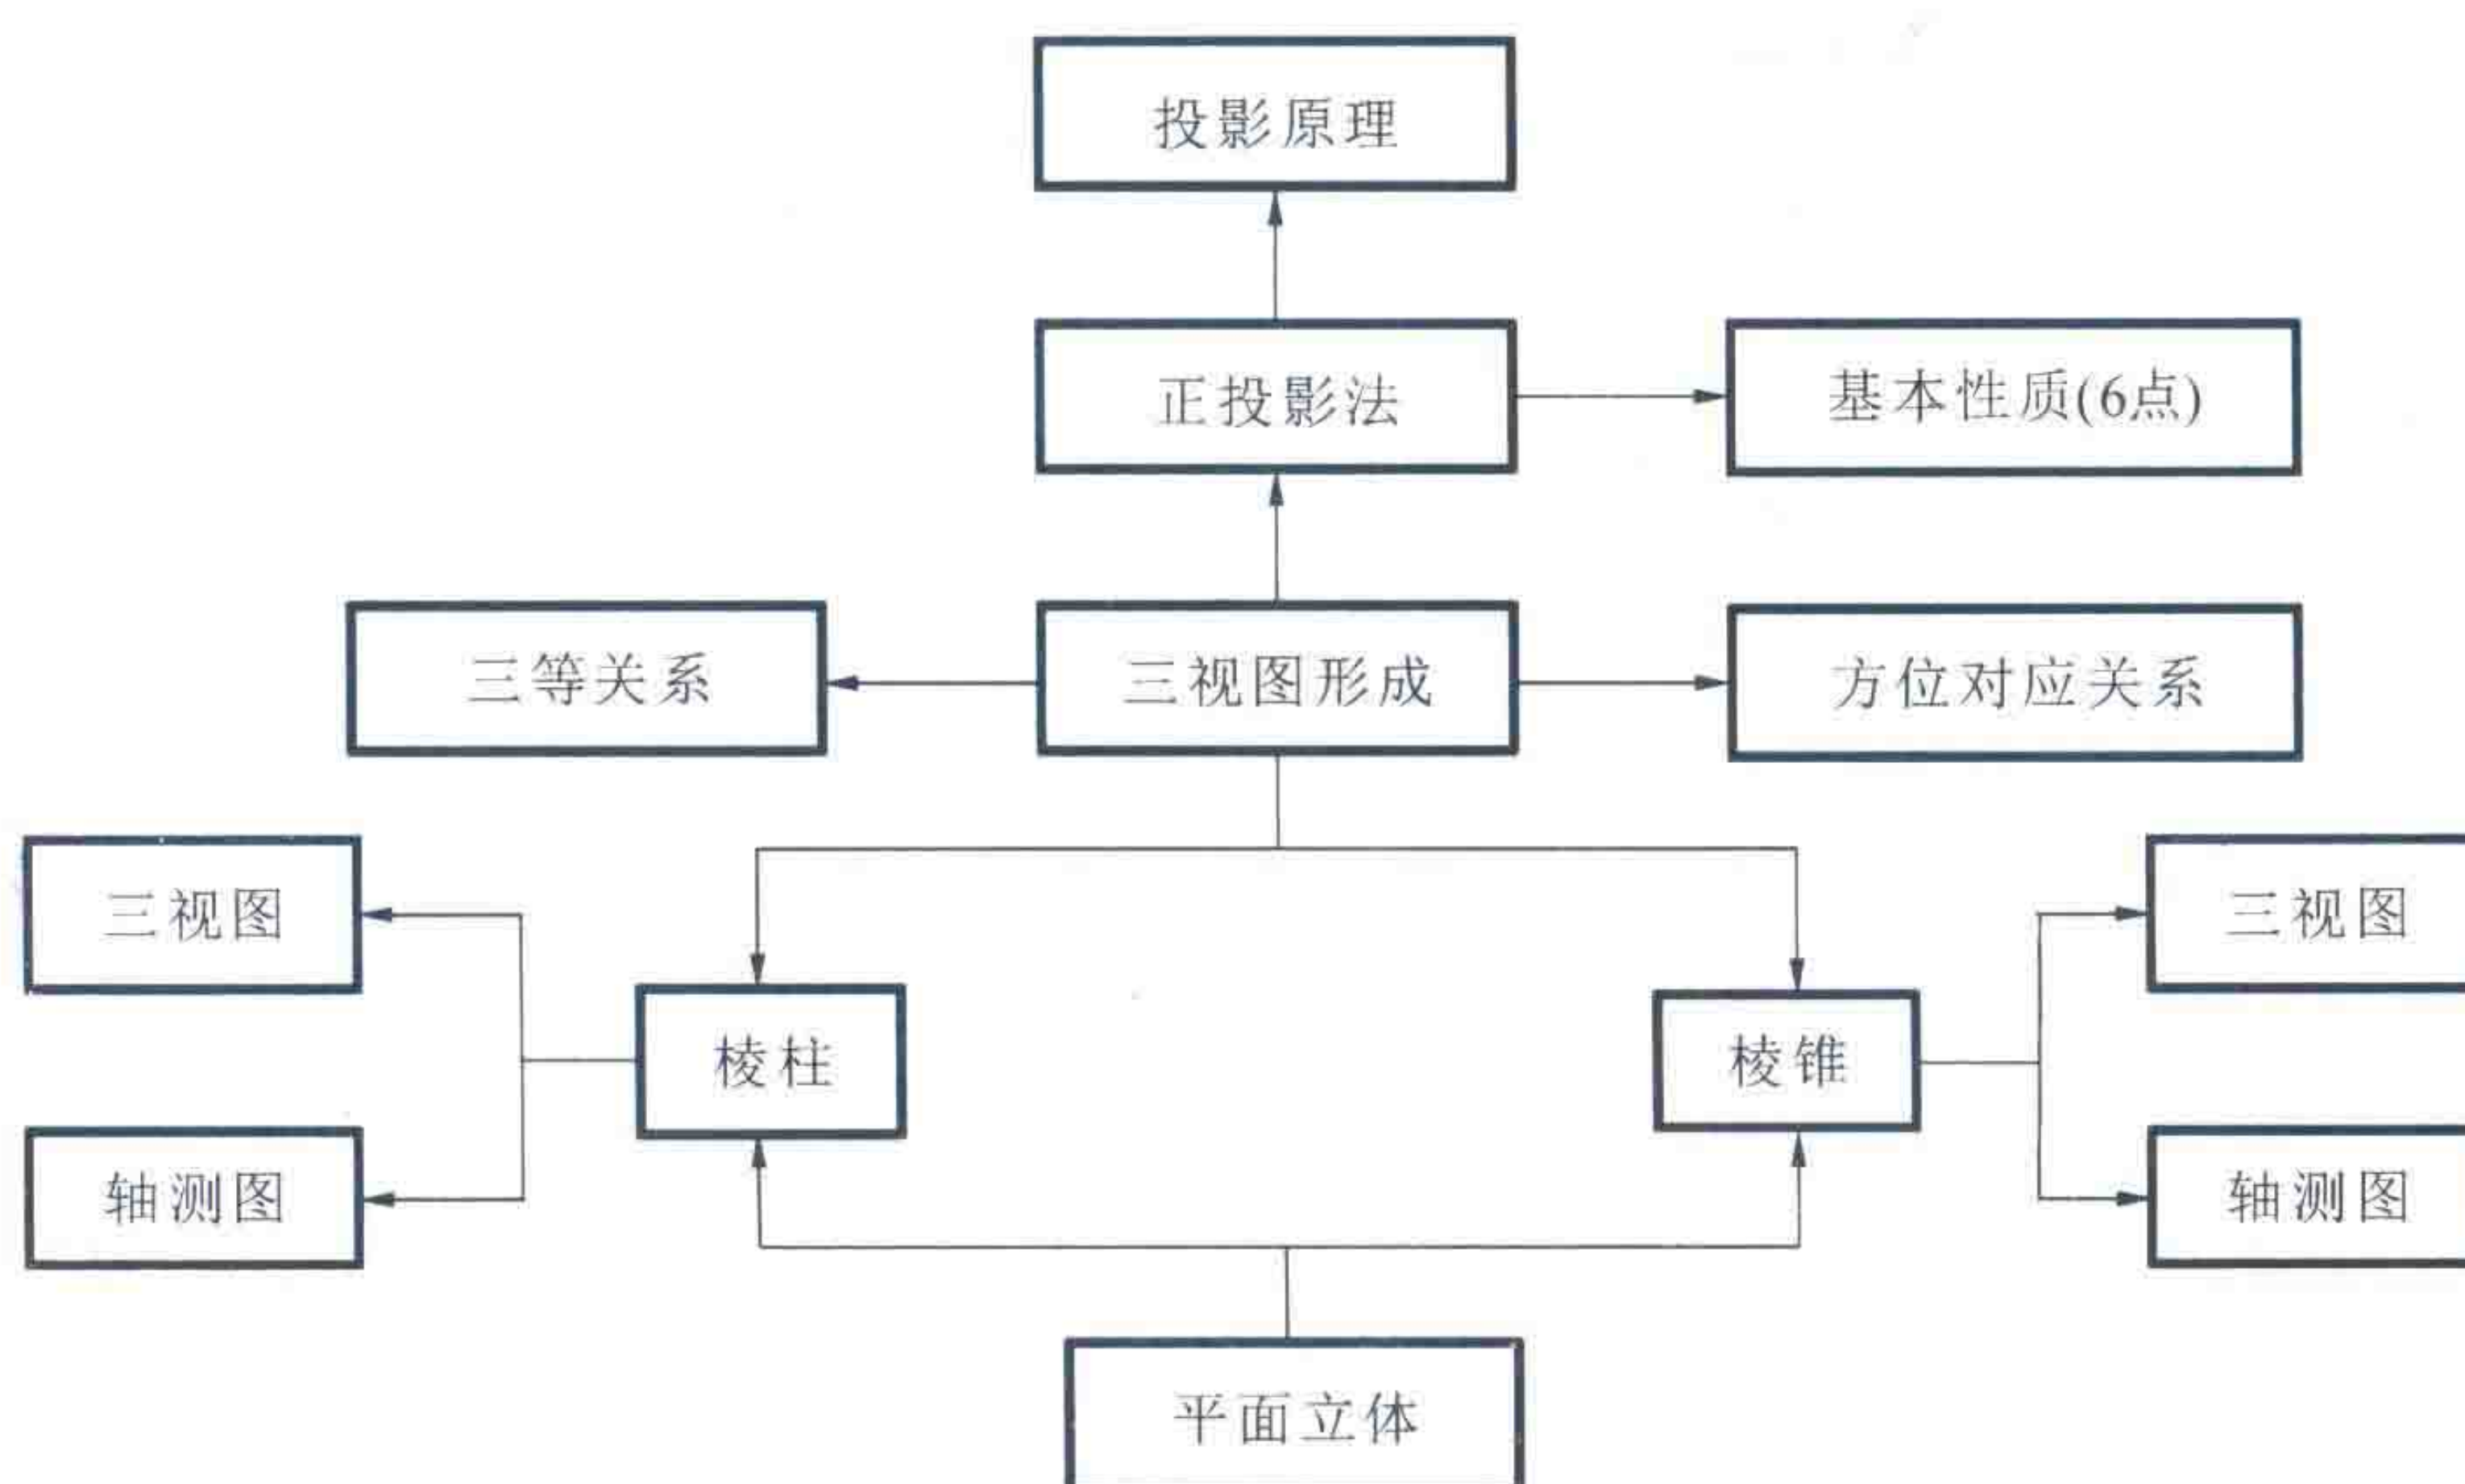 投影原理
正投影法
基本性质(6点)
三等关系
三视图形成
方位对应关系
三视图
三视图
棱柱
棱锥
轴测图
轴测图
平面立体